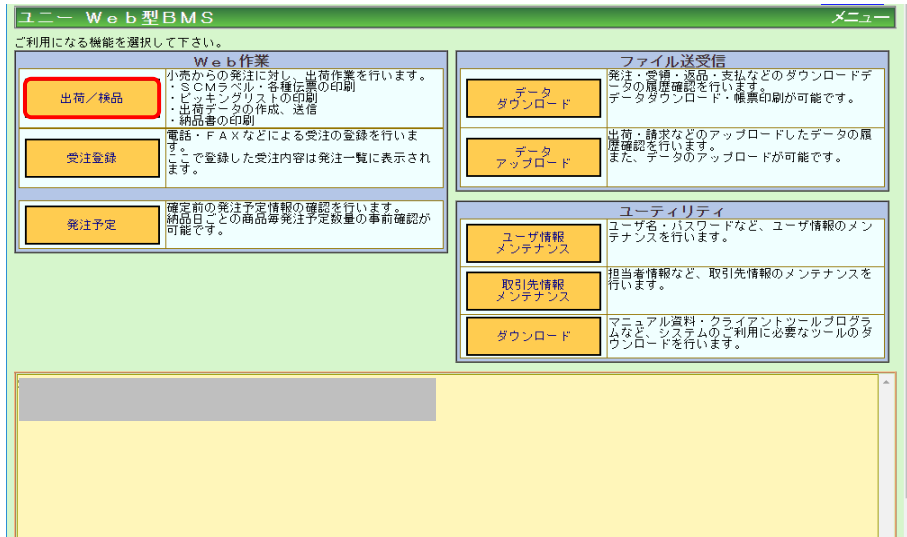 ユニー Ｗｅｂ型ＢＭＳ
メニュー
ご利用になる機能を選択して下さい。
Ｗｅｂ作業
出荷／検品
小売からの発注に対し、出荷作業を行います。
・ＳＣＭラベル・各種伝票の印刷
・ピッキングリストの印刷
・出荷データの作成、送信
・納品書の印刷
受注登録
電話・ＦＡＸなどによる受注の登録を行いま
す。
ここで登録した受注内容は発注一覧に表示され
ます。
発注予定
確定前の発注予定情報の確認を行います。
納品日ごとの商品毎発注予定数量の事前確認が
可能です。
ファイル送受信
データ
ダウンロード
発注・受領・返品・支払などのダウンロードデ
ータの履歴確認を行います。
データダウンロード・帳票印刷が可能です。
データ
アップロード
出荷・請求などのアップロードしたデータの履
歴確認を行います。
また、データのアップロードが可能です。
ユーティリティ
ユーザ情報
メンテナンス
ユーザ名・パスワードなど、ユーザ情報のメン
テナンスを行います。
取引先情報
メンテナンス
担当者情報など、取引先情報のメンテナンスを
行います。
ダウンロード
マニュアル資料・クライアントツールプログラ
ムなど、システムのご利用に必要なツールのダ
ウンロードを行います。